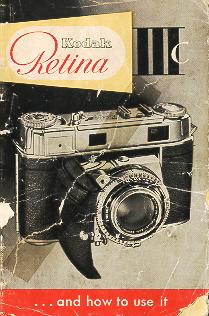 Kodak
Retina IIIc
... and how to use it